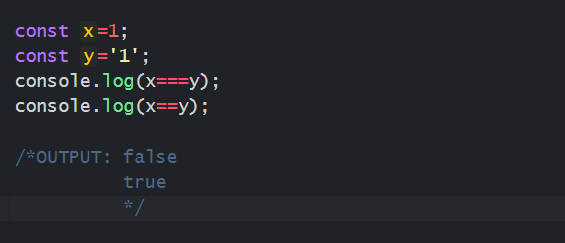 const x=1;
const y='1';
console.log(x===y);
console.log(x==y);
/*OUTPUT: false
true
*/